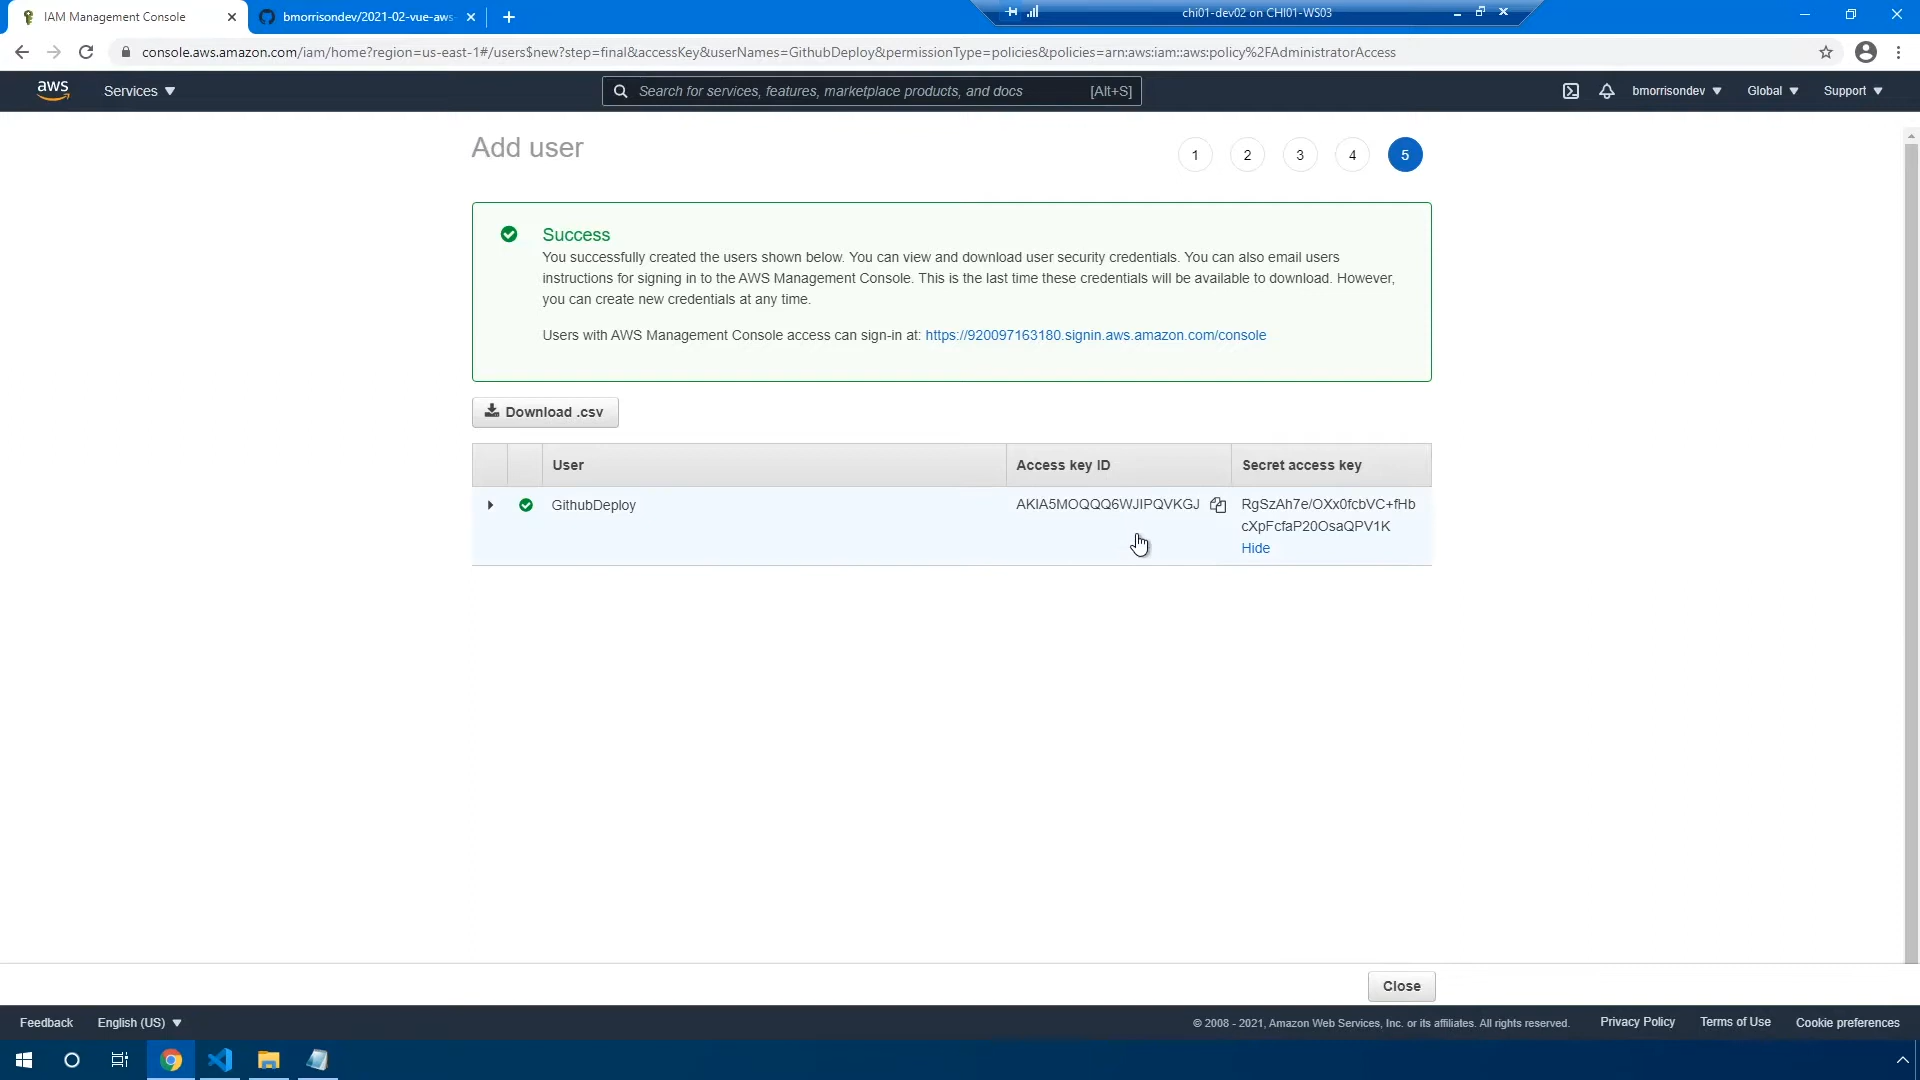 IAM Management Console
bmorrisondev/2021-02-vue-aws-
chi01-dev02 on CHI01-WS03
console.aws.amazon.com/iam/home?region=us-east-1#/users$new?step=final&accessKey&userNames=GithubDeploy&permissionType=policies&policies=arn:aws:iam::aws:policy%2FAdministratorAccess
aws
Services
Search for services, features, marketplace products, and docs
[Alt+S]
bmorrisondev
Global
Support
Add user
1
2
3
4
5
Success
You successfully created the users shown below. You can view and download user security credentials. You can also email users
instructions for signing in to the AWS Management Console. This is the last time these credentials will be available to download. However,
you can create new credentials at any time.
Users with AWS Management Console access can sign-in at: https://920097163180.signin.aws.amazon.com/console
Download .csv
User
Access key ID
Secret access key
GithubDeploy
AKIA5MOQQQ6WJIPQVKGJ
RgSzAh7e/OXx0fcbVC+fHb
cXpFcfaP20OsaQPV1K
Hide
Close
Feedback
English (US)
© 2008 - 2021, Amazon Web Services, Inc. or its affiliates. All rights reserved.
Privacy Policy
Terms of Use
Cookie preferences